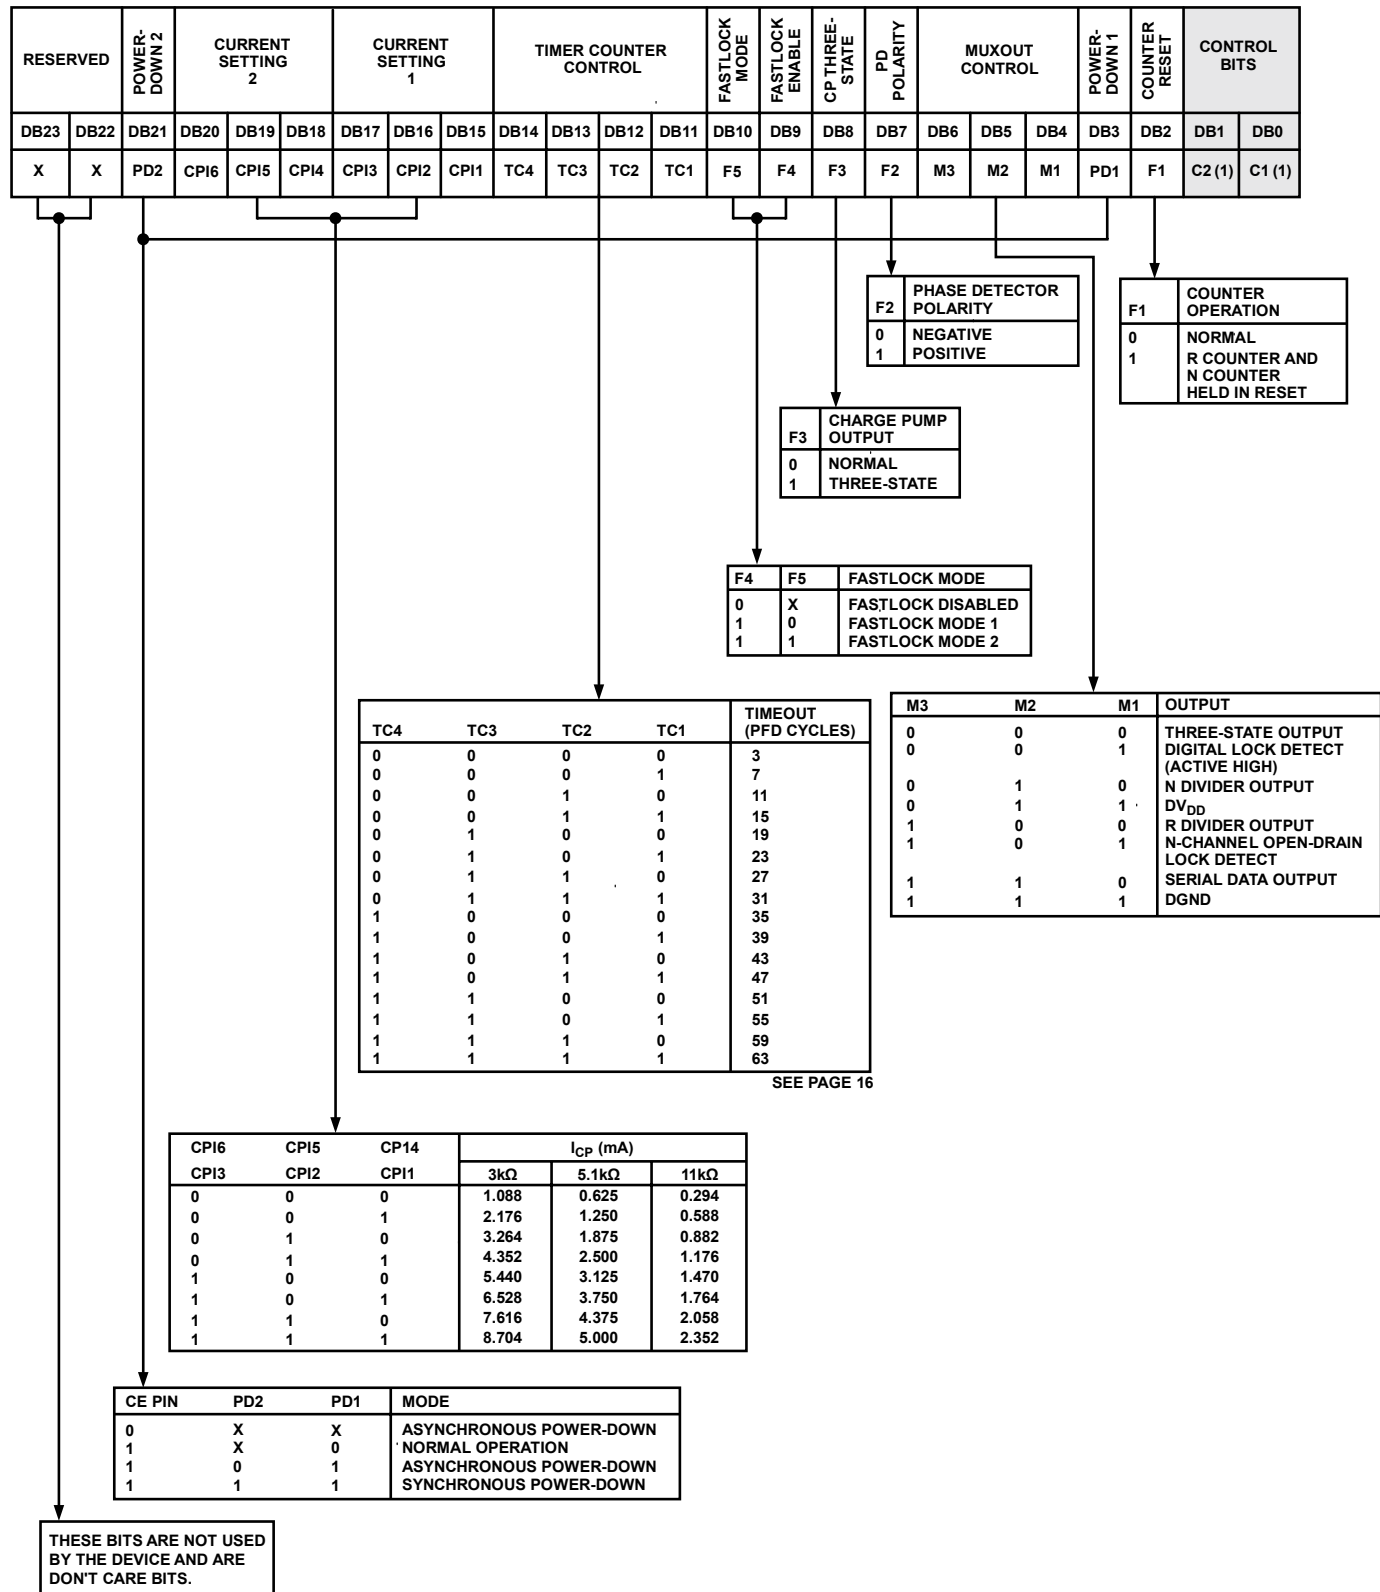 RESERVED
POWER-
DOWN 2
CURRENT
SETTING
2
CURRENT
SETTING
1
TIMER COUNTER
CONTROL
FASTLOCK
MODE
FASTLOCK
ENABLE
CP THREE-
STATE
PD
POLARITY
MUXOUT
CONTROL
POWER-
DOWN 1
COUNTER
RESET
CONTROL
BITS
DB23 DB22 DB21 DB20 DB19 DB18 DB17 DB16 DB15 DB14 DB13 DB12 DB11 DB10 DB9 DB8 DB7 DB6 DB5 DB4 DB3 DB2 DB1 DB0
X X PD2 CPI6 CPI5 CPI4 CPI3 CPI2 CPI1 TC4 TC3 TC2 TC1 F5 F4 F3 F2 M3 M2 M1 PD1 F1 C2 (1) C1 (1)
F2 PHASE DETECTOR
POLARITY
0 NEGATIVE
1 POSITIVE
F1 COUNTER
OPERATION
0 NORMAL
1 R COUNTER AND
N COUNTER
HELD IN RESET
F3 CHARGE PUMP
OUTPUT
0 NORMAL
1 THREE-STATE
F4 F5 FASTLOCK MODE
0 X FASTLOCK DISABLED
1 0 FASTLOCK MODE 1
1 1 FASTLOCK MODE 2
TC4 TC3 TC2 TC1 TIMEOUT
(PFD CYCLES)
0 0 0 0 3
0 0 0 1 7
0 0 1 0 11
0 0 1 1 15
0 1 0 0 19
0 1 0 1 23
0 1 1 0 27
0 1 1 1 31
1 0 0 0 35
1 0 0 1 39
1 0 1 0 43
1 0 1 1 47
1 1 0 0 51
1 1 0 1 55
1 1 1 0 59
1 1 1 1 63
SEE PAGE 16
M3 M2 M1 OUTPUT
0 0 0 THREE-STATE OUTPUT
0 0 1 DIGITAL LOCK DETECT
(ACTIVE HIGH)
0 1 0 N DIVIDER OUTPUT
0 1 1 DVDD
1 0 0 R DIVIDER OUTPUT
1 0 1 N-CHANNEL OPEN-DRAIN
LOCK DETECT
1 1 0 SERIAL DATA OUTPUT
1 1 1 DGND
CPI6 CPI5 CP14 ICP (mA)
CPI3 CPI2 CPI1 3kΩ 5.1kΩ 11kΩ
0 0 0 1.088 0.625 0.294
0 0 1 2.176 1.250 0.588
0 1 0 3.264 1.875 0.882
0 1 1 4.352 2.500 1.176
1 0 0 5.440 3.125 1.470
1 0 1 6.528 3.750 1.764
1 1 0 7.616 4.375 2.058
1 1 1 8.704 5.000 2.352
CE PIN PD2 PD1 MODE
0 X X ASYNCHRONOUS POWER-DOWN
1 X 0 NORMAL OPERATION
1 0 1 ASYNCHRONOUS POWER-DOWN
1 1 1 SYNCHRONOUS POWER-DOWN
THESE BITS ARE NOT USED
BY THE DEVICE AND ARE
DON'T CARE BITS.